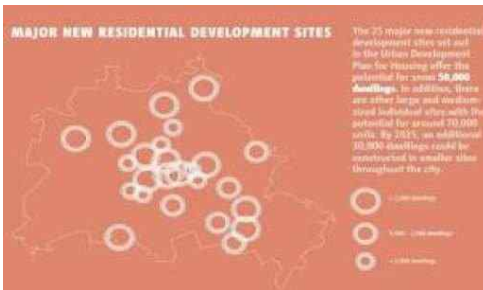 MAJOR NEW RESIDENTIAL DEVELOPMENT SITES
The 25 major new residential
development sites set out
in the Urban Development
Plan for Housing offer the
potential for some 50,000
dwellings. In addition, there
are other large and medium-
sized individual sites with the
potential for around 70,000
units. By 2025, an additional
30,000 dwellings could be
constructed in smaller sites
throughout the city.
dwellings
dwellings
dwellings